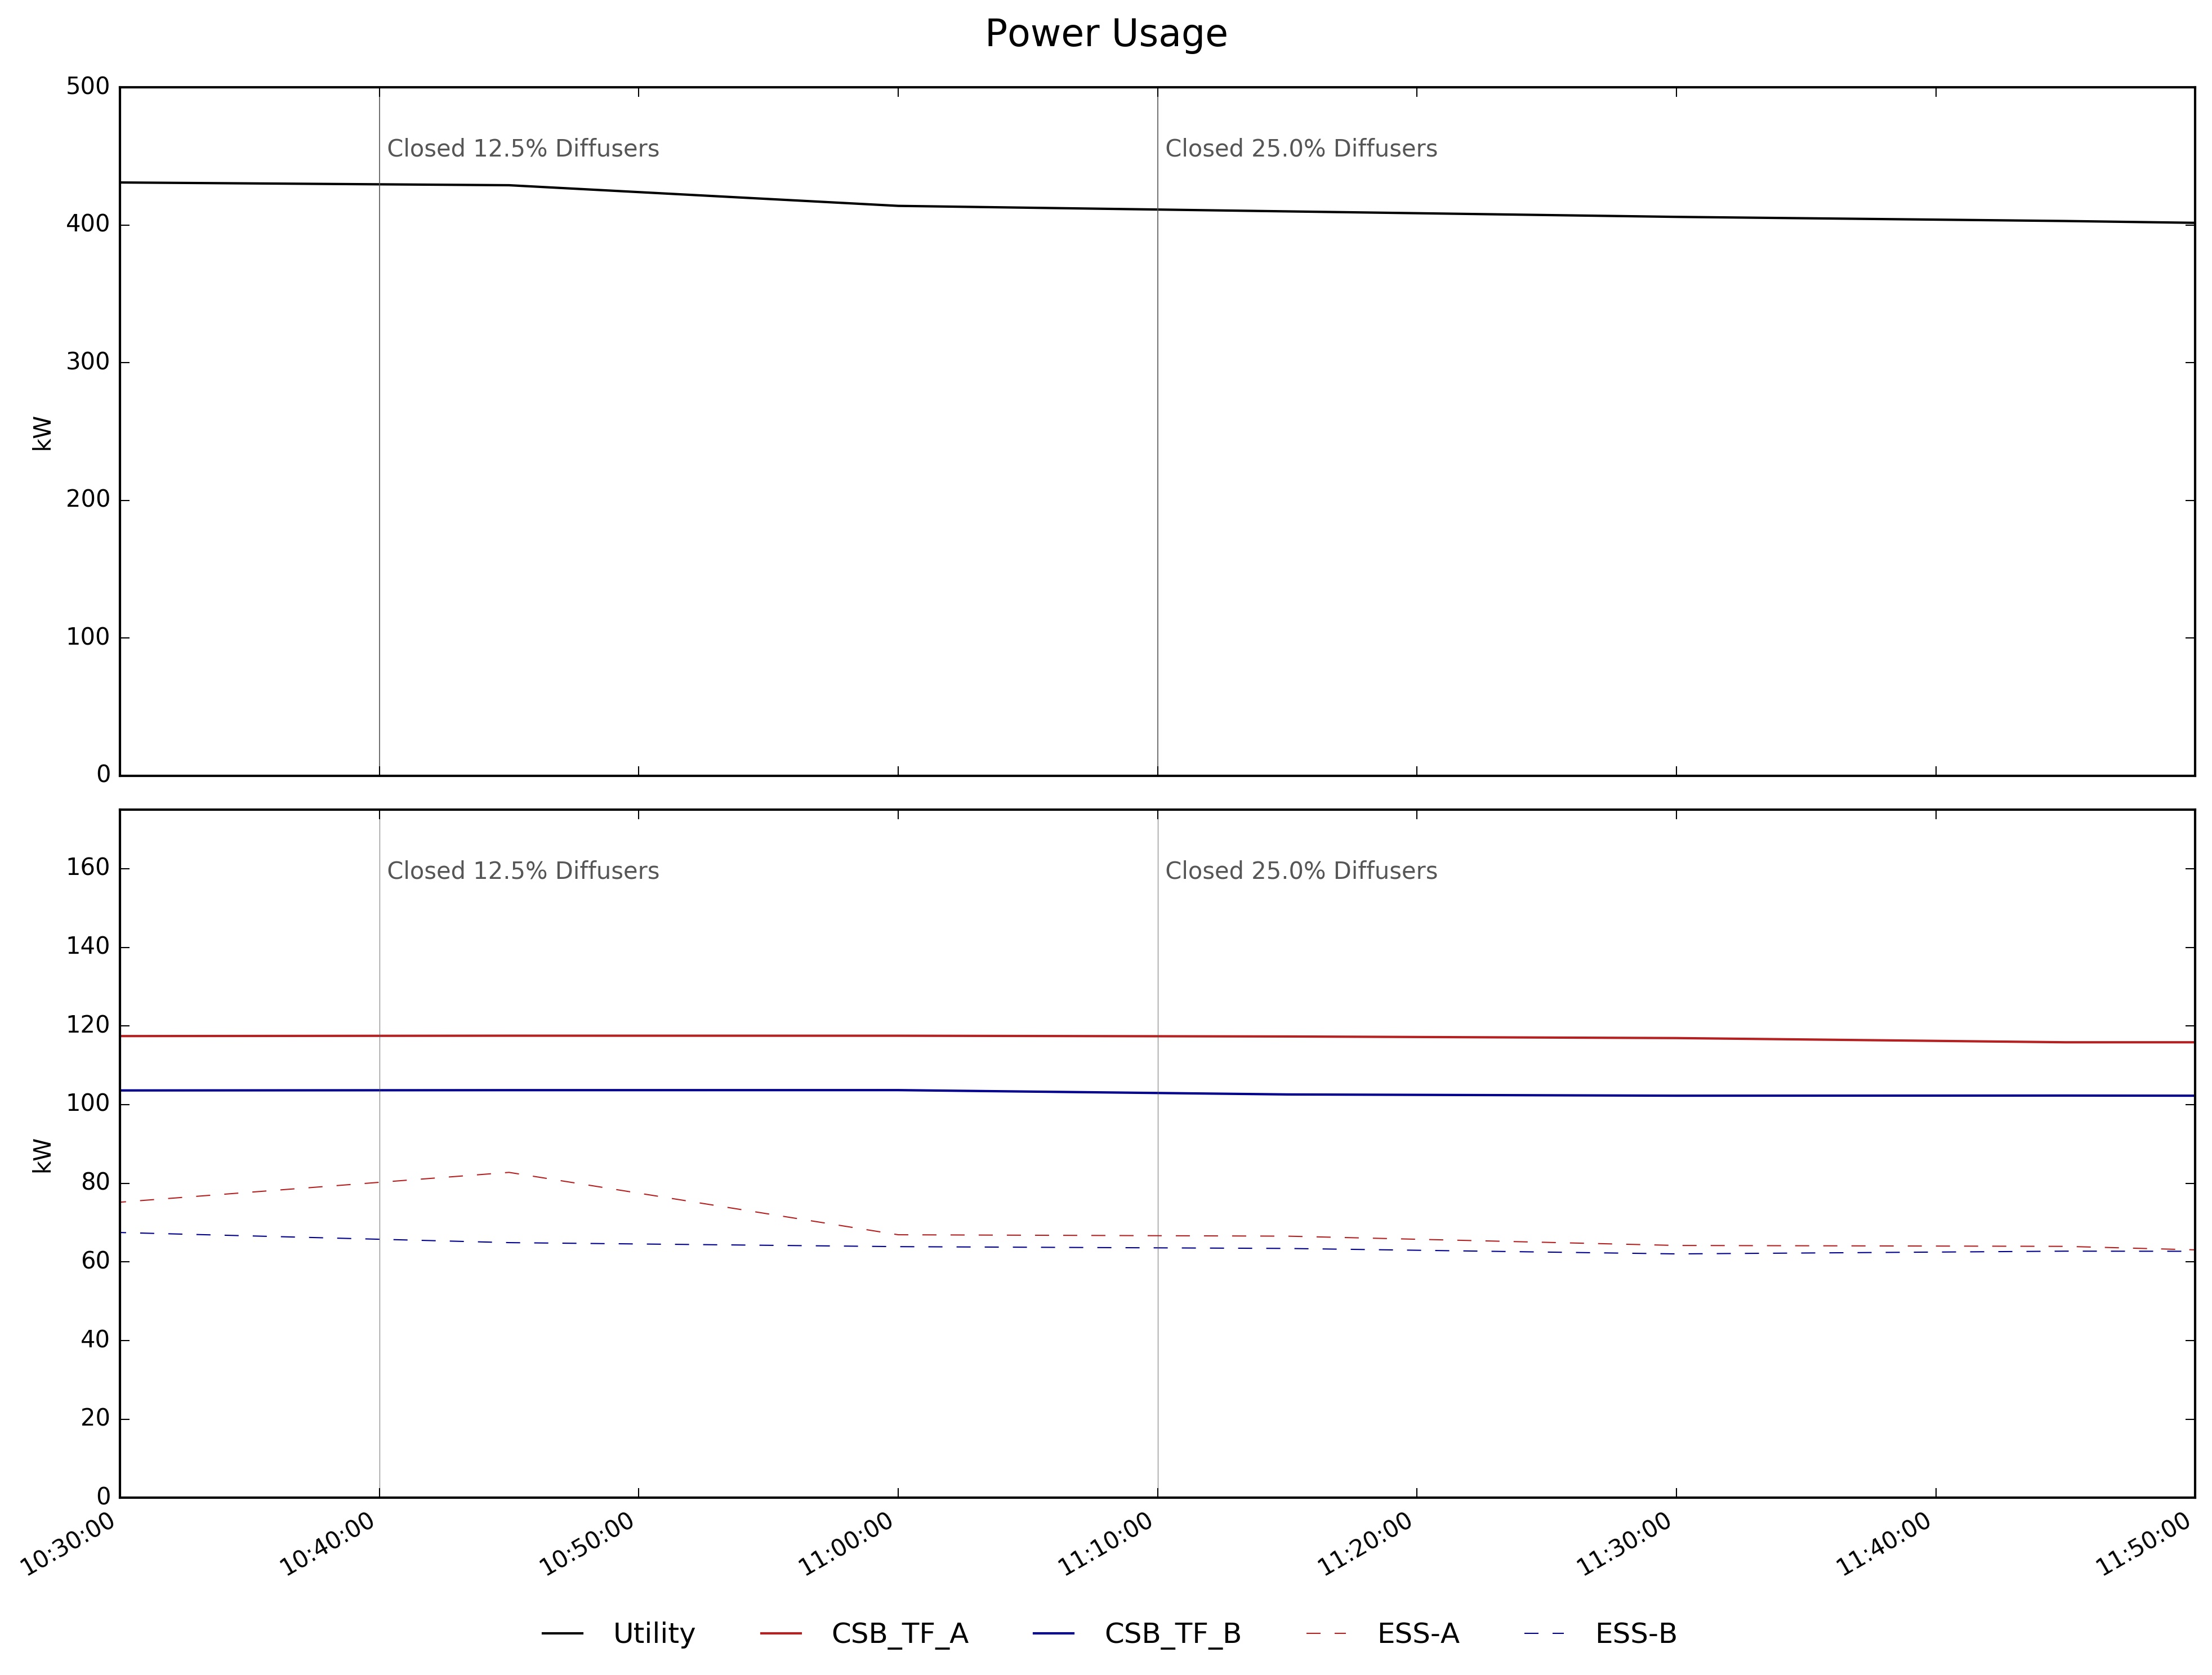 Power Usage
500
400
300
200
100
0
kW
Closed 12.5% Diffusers
Closed 25.0% Diffusers
160
140
120
100
80
60
40
20
0
kW
Closed 12.5% Diffusers
Closed 25.0% Diffusers
10:30:00 10:40:00 10:50:00 11:00:00 11:10:00 11:20:00 11:30:00 11:40:00 11:50:00
Utility CSB_TF_A CSB_TF_B ESS-A ESS-B